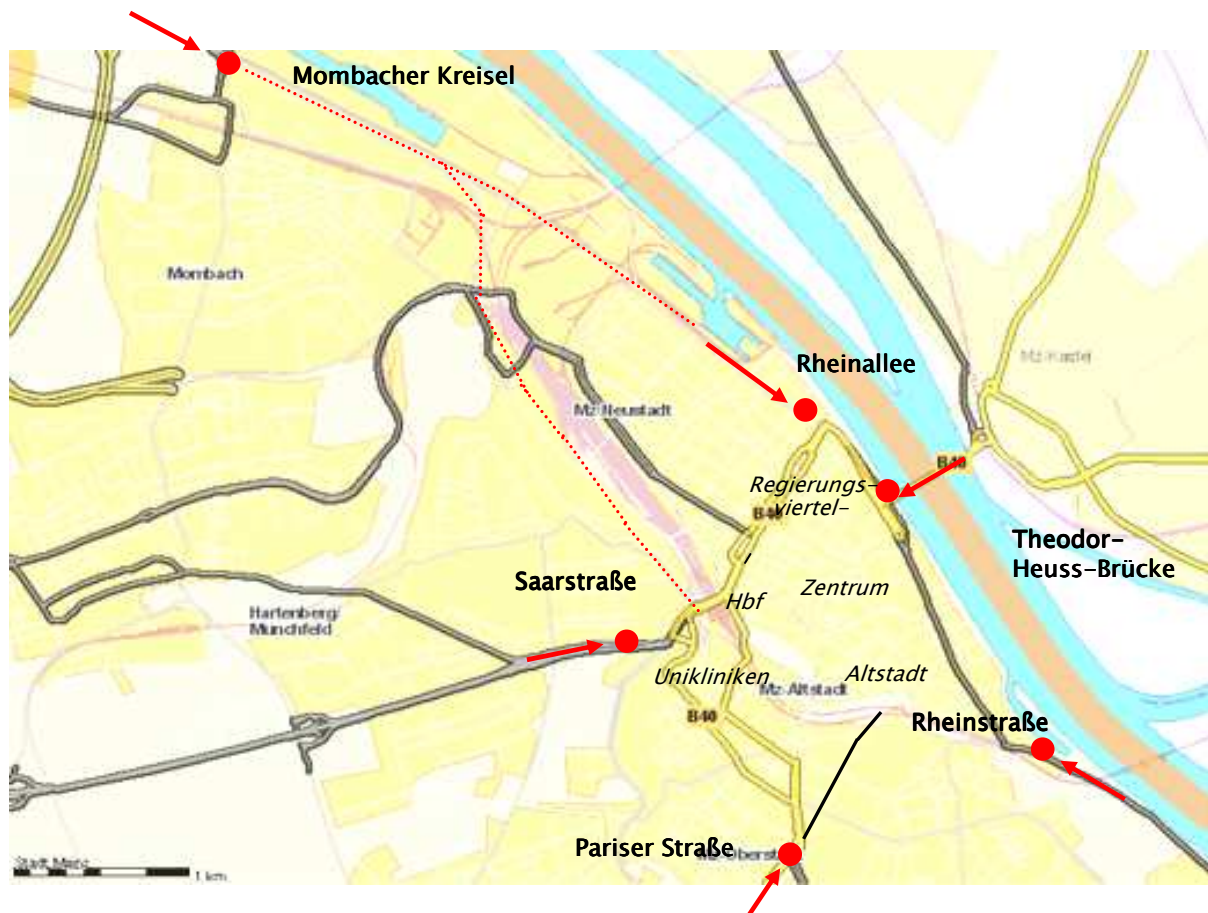 Mombacher Kreisel
Mombach
Rheinallee
Mz-Kastel
Mz-Neustadt
B40
Regierungs-
viertel-
B40
Theodor-
Heuss-Brücke
Saarstraße
Zentrum
Hbf
Hartenberg/
Münchfeld
Unikliniken
Altstadt
Mz-Altstadt
B40
Rheinstraße
Pariser Straße
Stadt Mainz
1 km